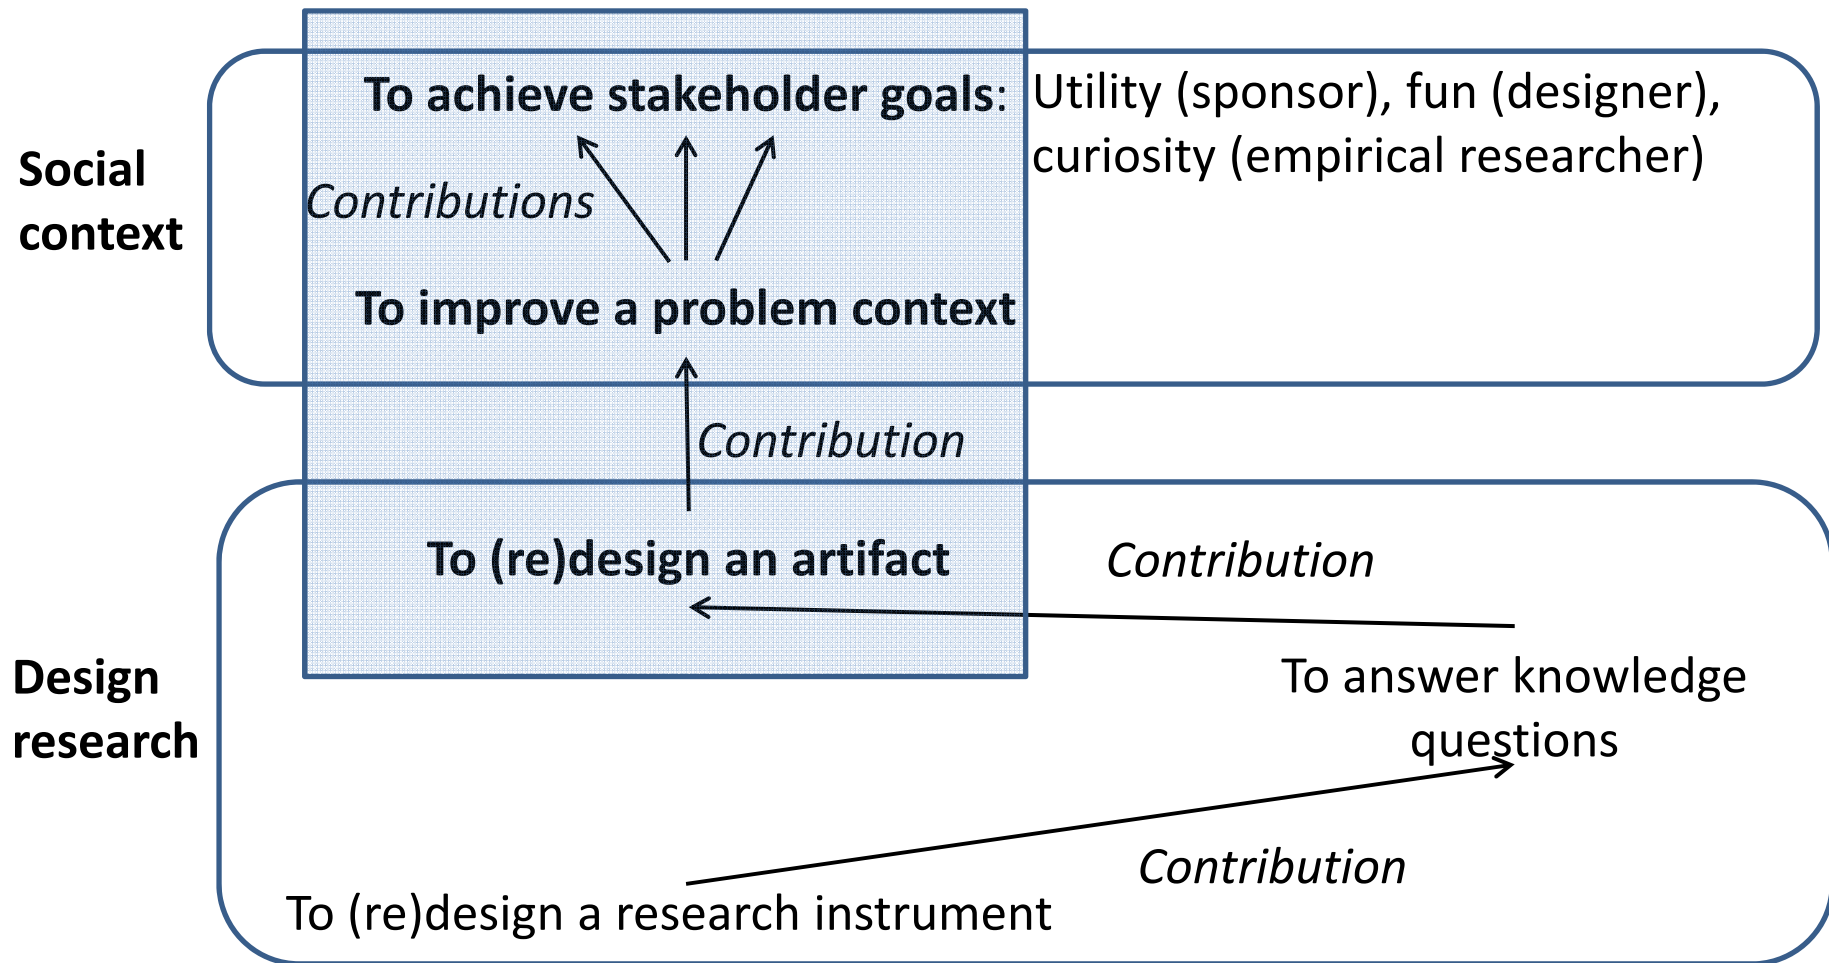 To achieve stakeholder goals: Utility (sponsor), fun (designer),
curiosity (empirical researcher)
Social
context
Contributions
To improve a problem context
Contribution
To (re)design an artifact
Contribution
Design
research
To answer knowledge
questions
Contribution
To (re)design a research instrument